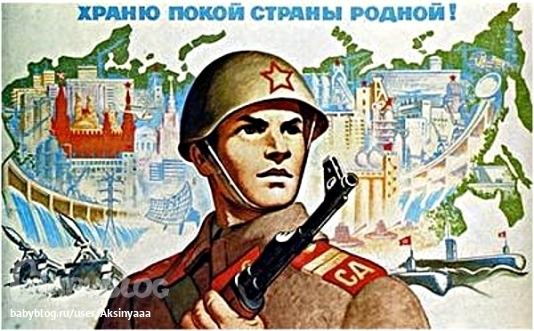 ХРАНЮ ПОКОЙ СТРАНЫ РОДНОЙ!
СА
babyblog.ru/user/Aksinyaaa